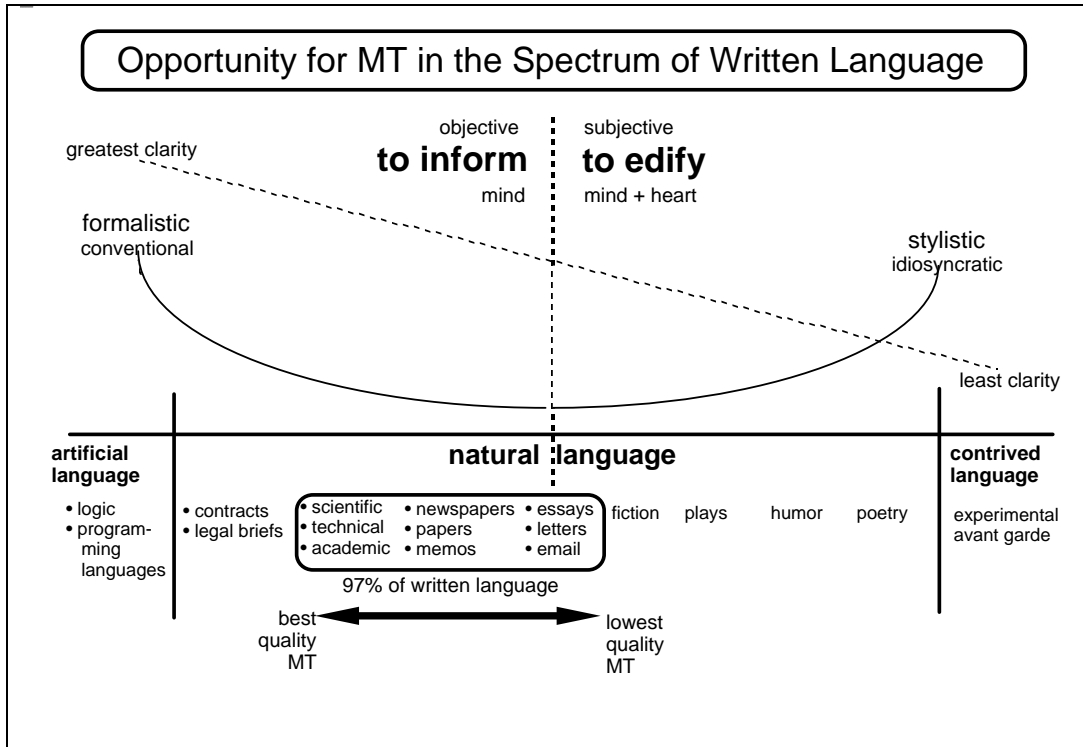 Opportunity for MT in the Spectrum of Written Language
objective
to inform
mind
subjective
to edify
mind + heart
greatest clarity
formalistic
conventional
stylistic
idiosyncratic
least clarity
artificial
language
natural language
contrived
language
• logic
• program-
ming
languages
• contracts
• legal briefs
• scientific
• technical
• academic
• newspapers
• papers
• memos
• essays
• letters
• email
fiction
plays
humor
poetry
experimental
avant garde
97% of written language
best
quality
MT
lowest
quality
MT